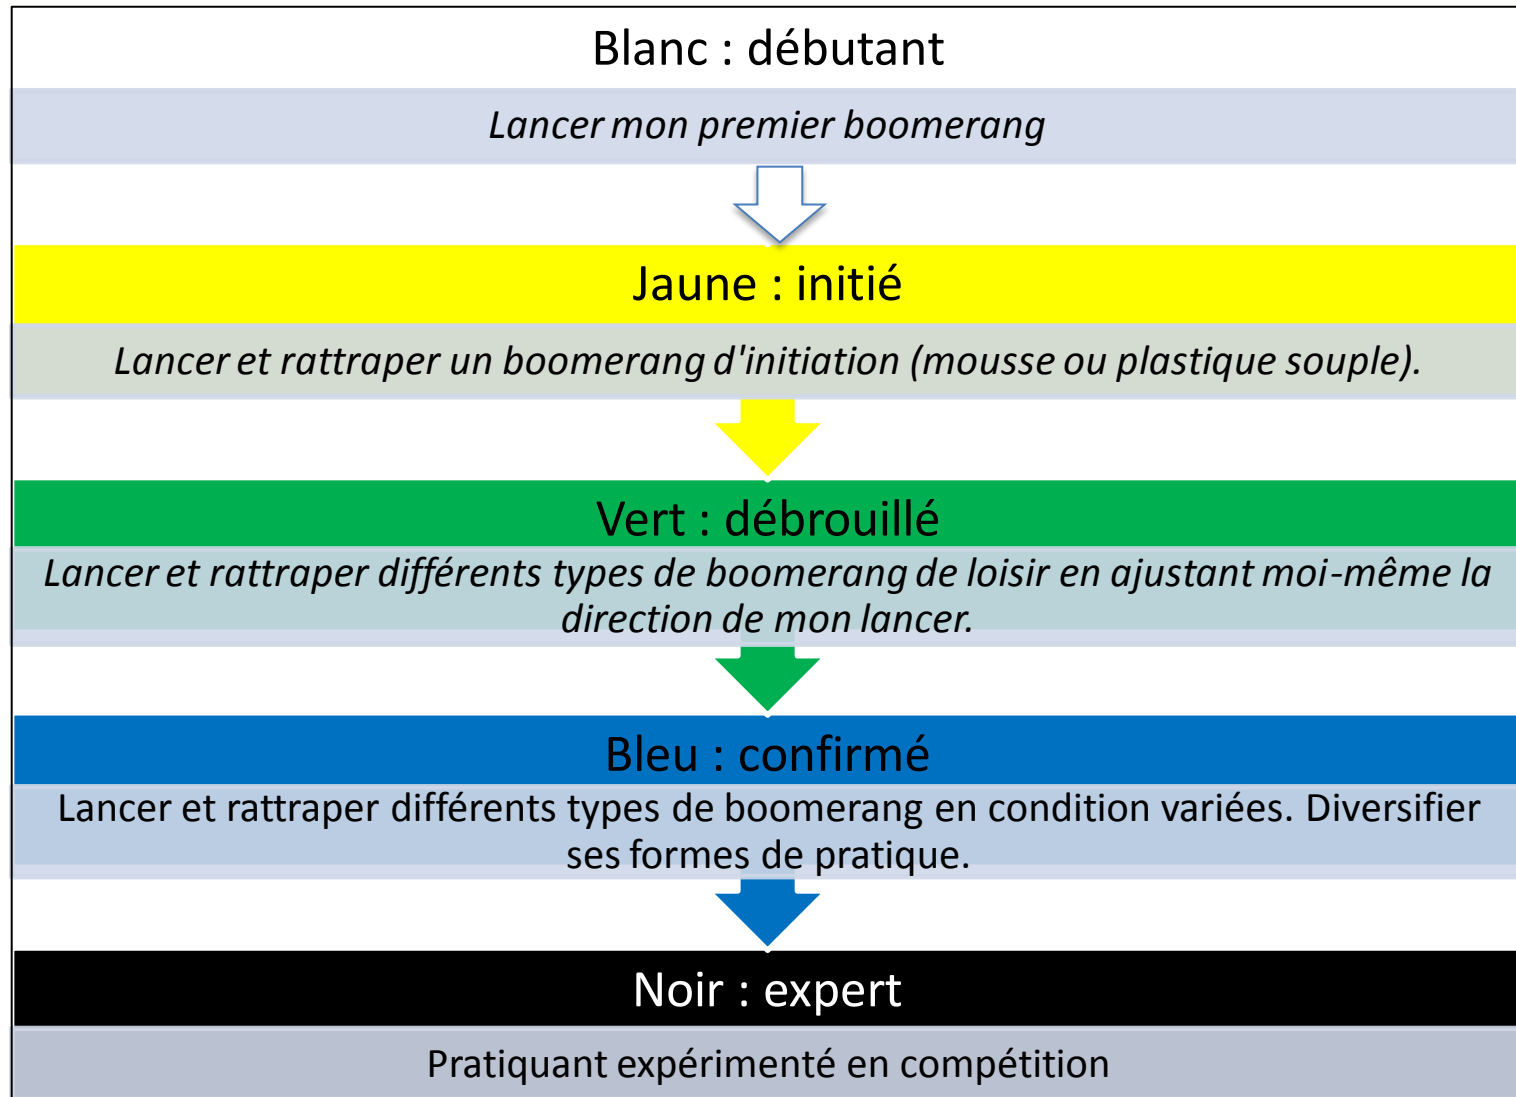 Blanc : débutant
Lancer mon premier boomerang
Jaune : initié
Lancer et rattraper un boomerang d'initiation (mousse ou plastique souple).
Vert : débrouillé
Lancer et rattraper différents types de boomerang de loisir en ajustant moi-même la
direction de mon lancer.
Bleu : confirmé
Lancer et rattraper différents types de boomerang en condition variées. Diversifier
ses formes de pratique.
Noir : expert
Pratiquant expérimenté en compétition